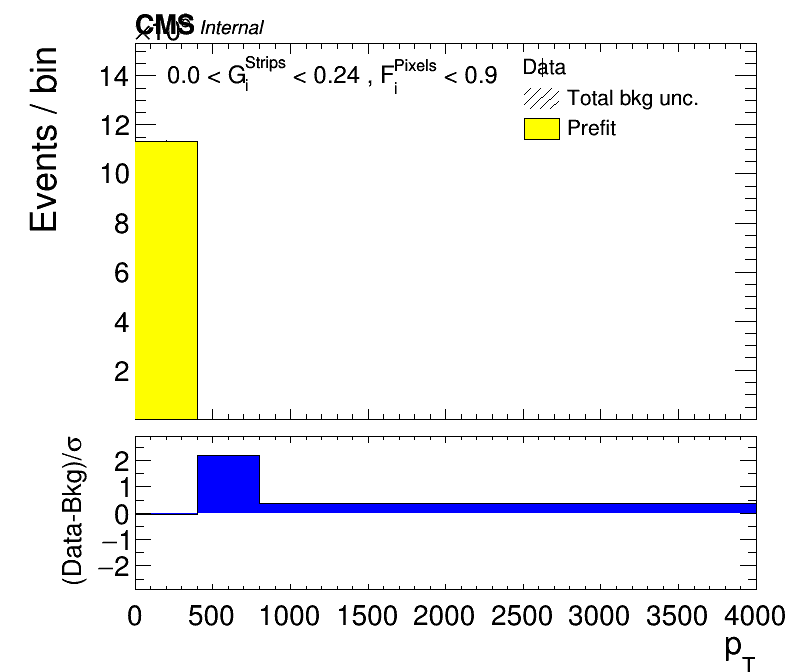 CMS Internal
×10
0.0 < G_i^Strips < 0.24 , F_i^Pixels < 0.9
Data
Total bkg unc.
Prefit
Events / bin
14
12
10
8
6
4
2
(Data-Bkg)/σ
2
1
0
−1
−2
0 500 1000 1500 2000 2500 3000 3500 4000
p_T